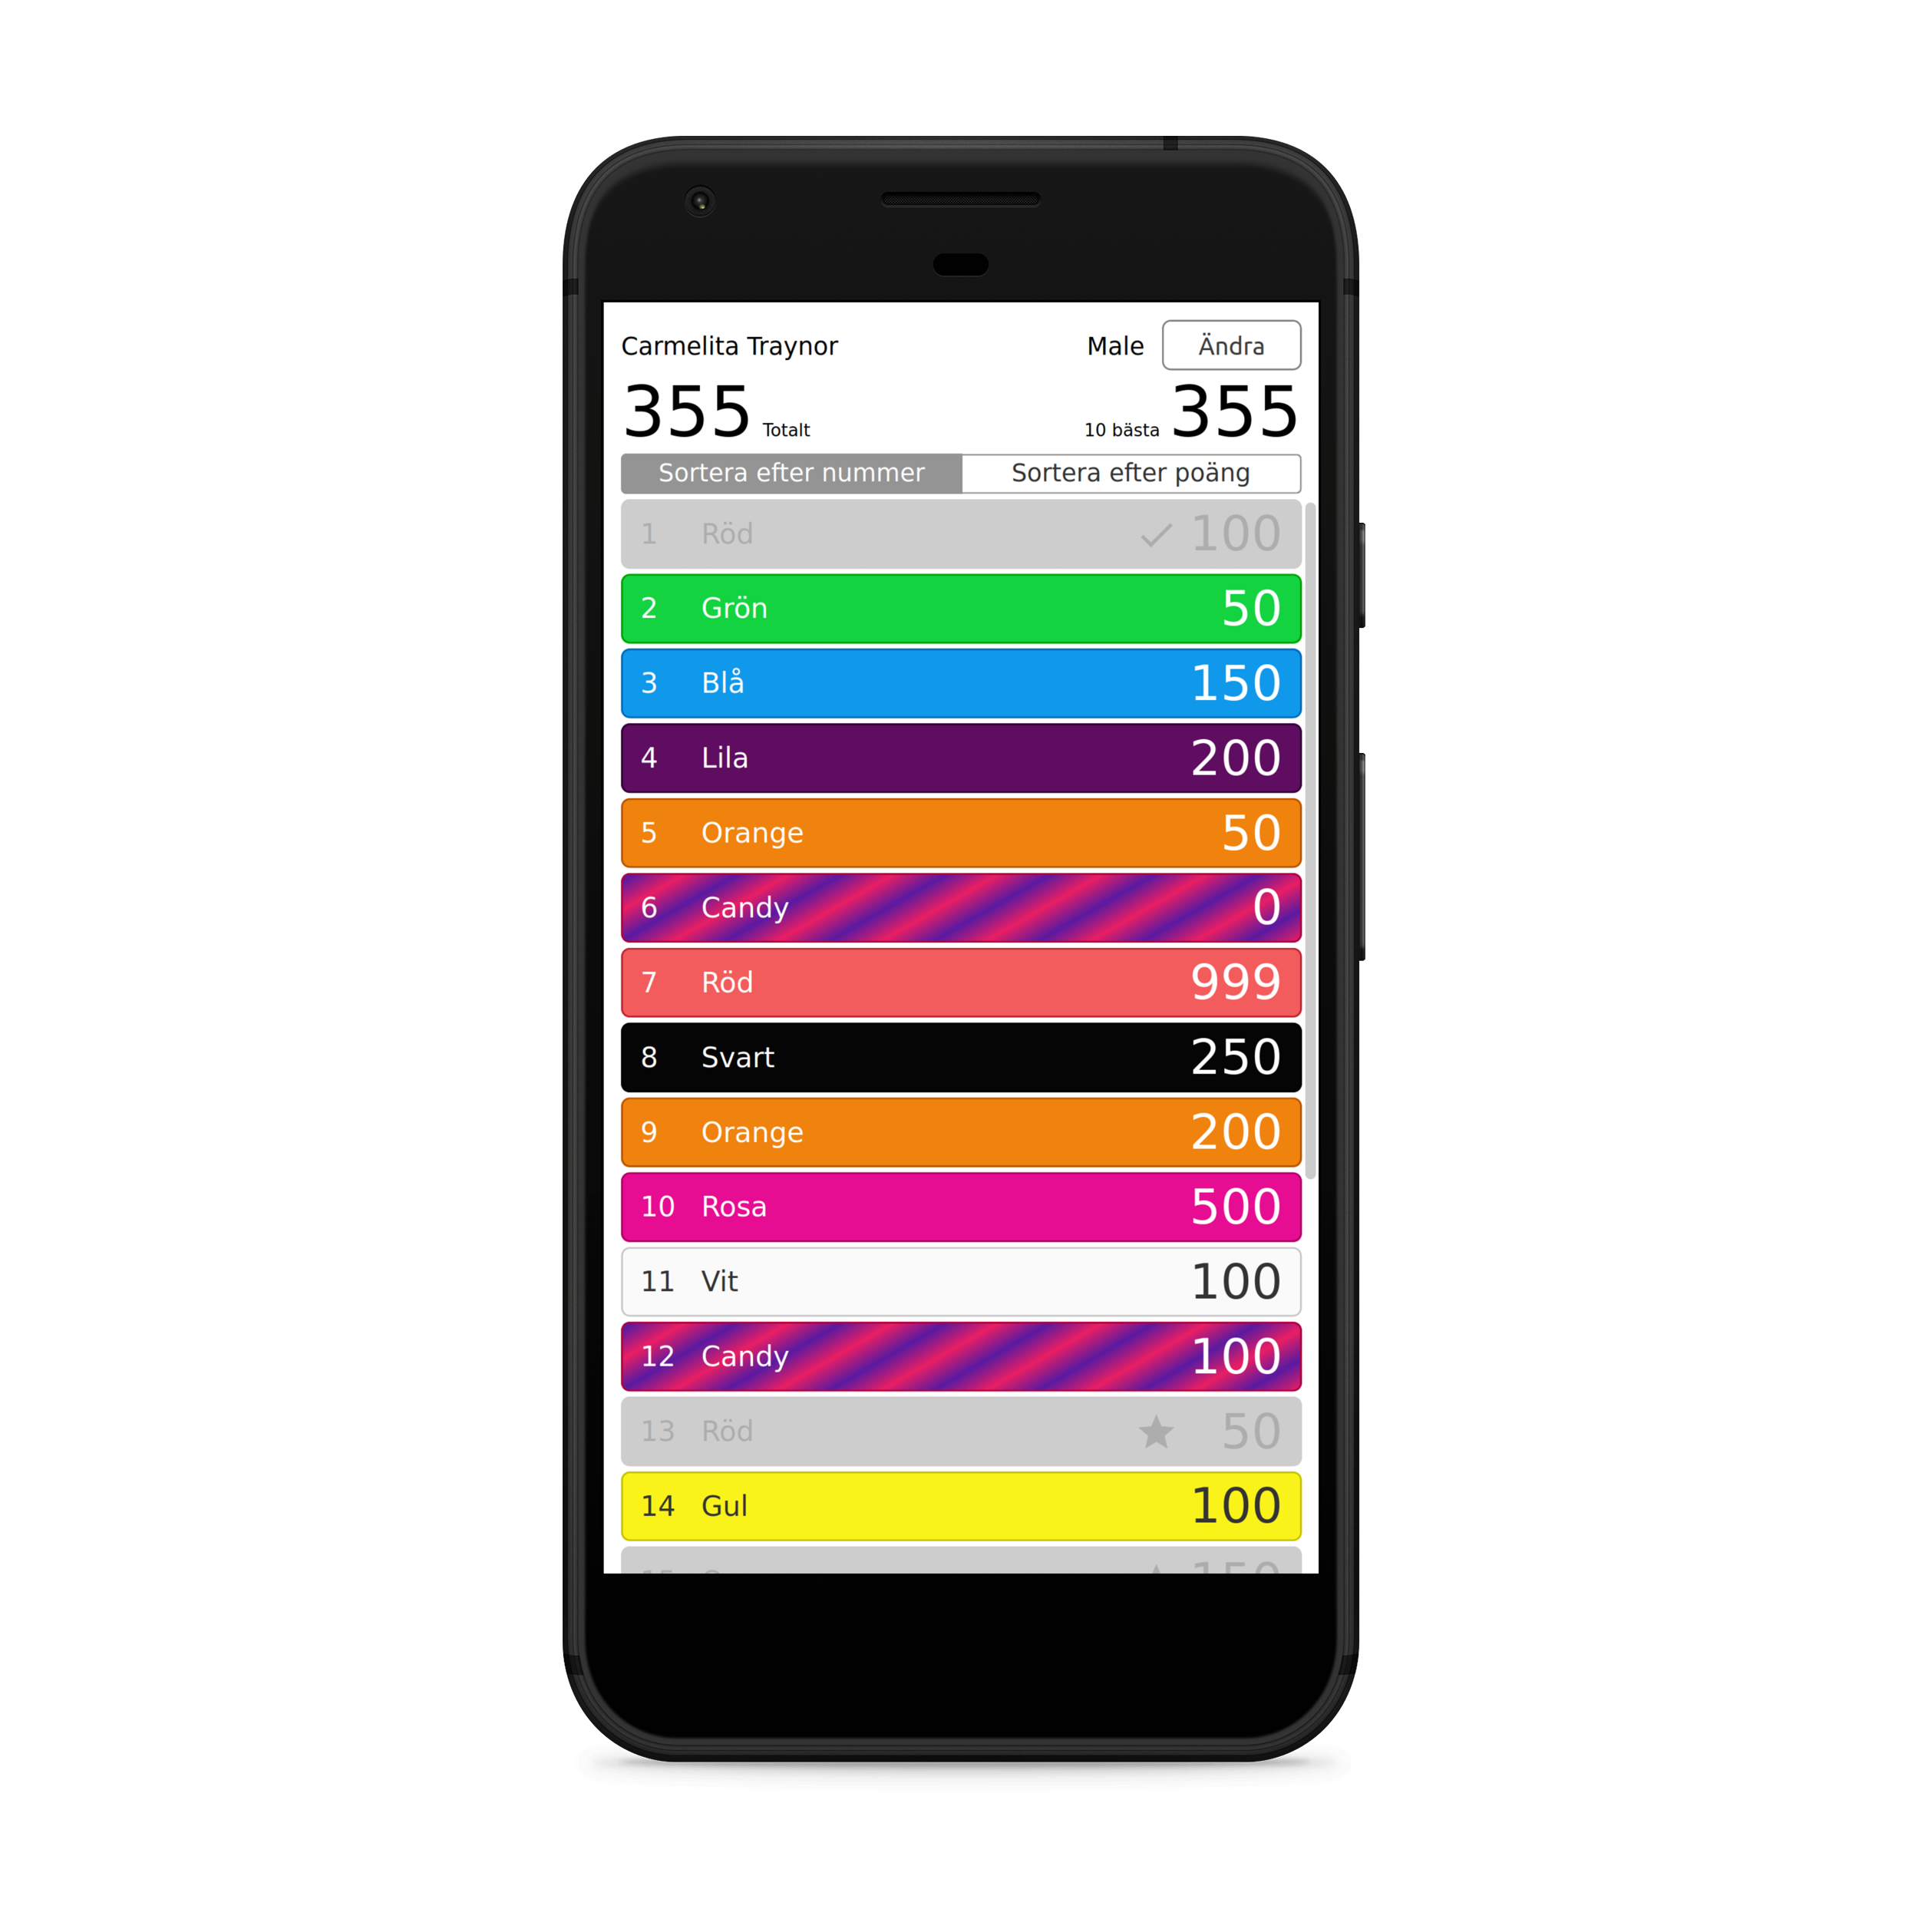 Carmelita Traynor Male Ändra
355 Totalt 10 bästa 355
Sortera efter nummer Sortera efter poäng
1 Röd 100
2 Grön 50
3 Blå 150
4 Lila 200
5 Orange 50
6 Candy 0
7 Röd 999
8 Svart 250
9 Orange 200
10 Rosa 500
11 Vit 100
12 Candy 100
13 Röd 50
14 Gul 100